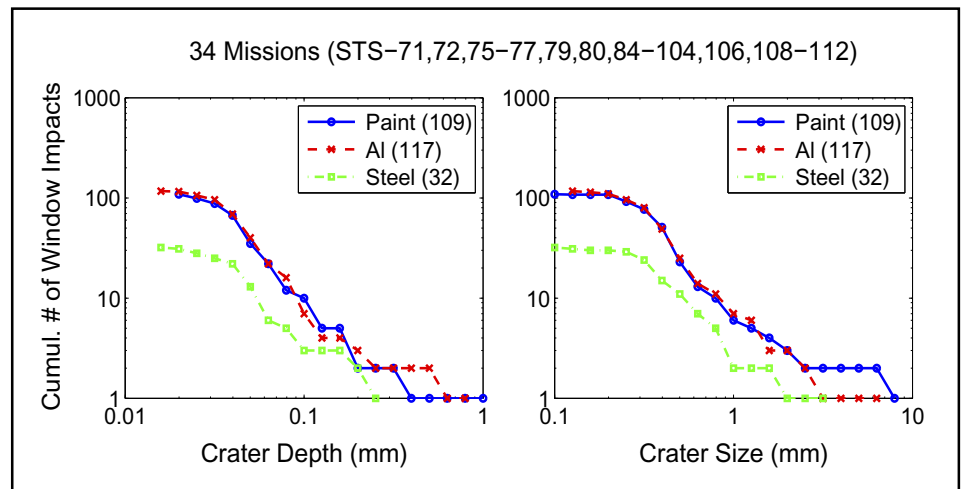 34 Missions (STS−71,72,75−77,79,80,84−104,106,108−112)
Cumul. # of Window Impacts
1000
100
10
1
0.01
0.1
1
Crater Depth (mm)
Paint (109)
Al (117)
Steel (32)
1000
100
10
1
0.1
1
10
Crater Size (mm)
Paint (109)
Al (117)
Steel (32)